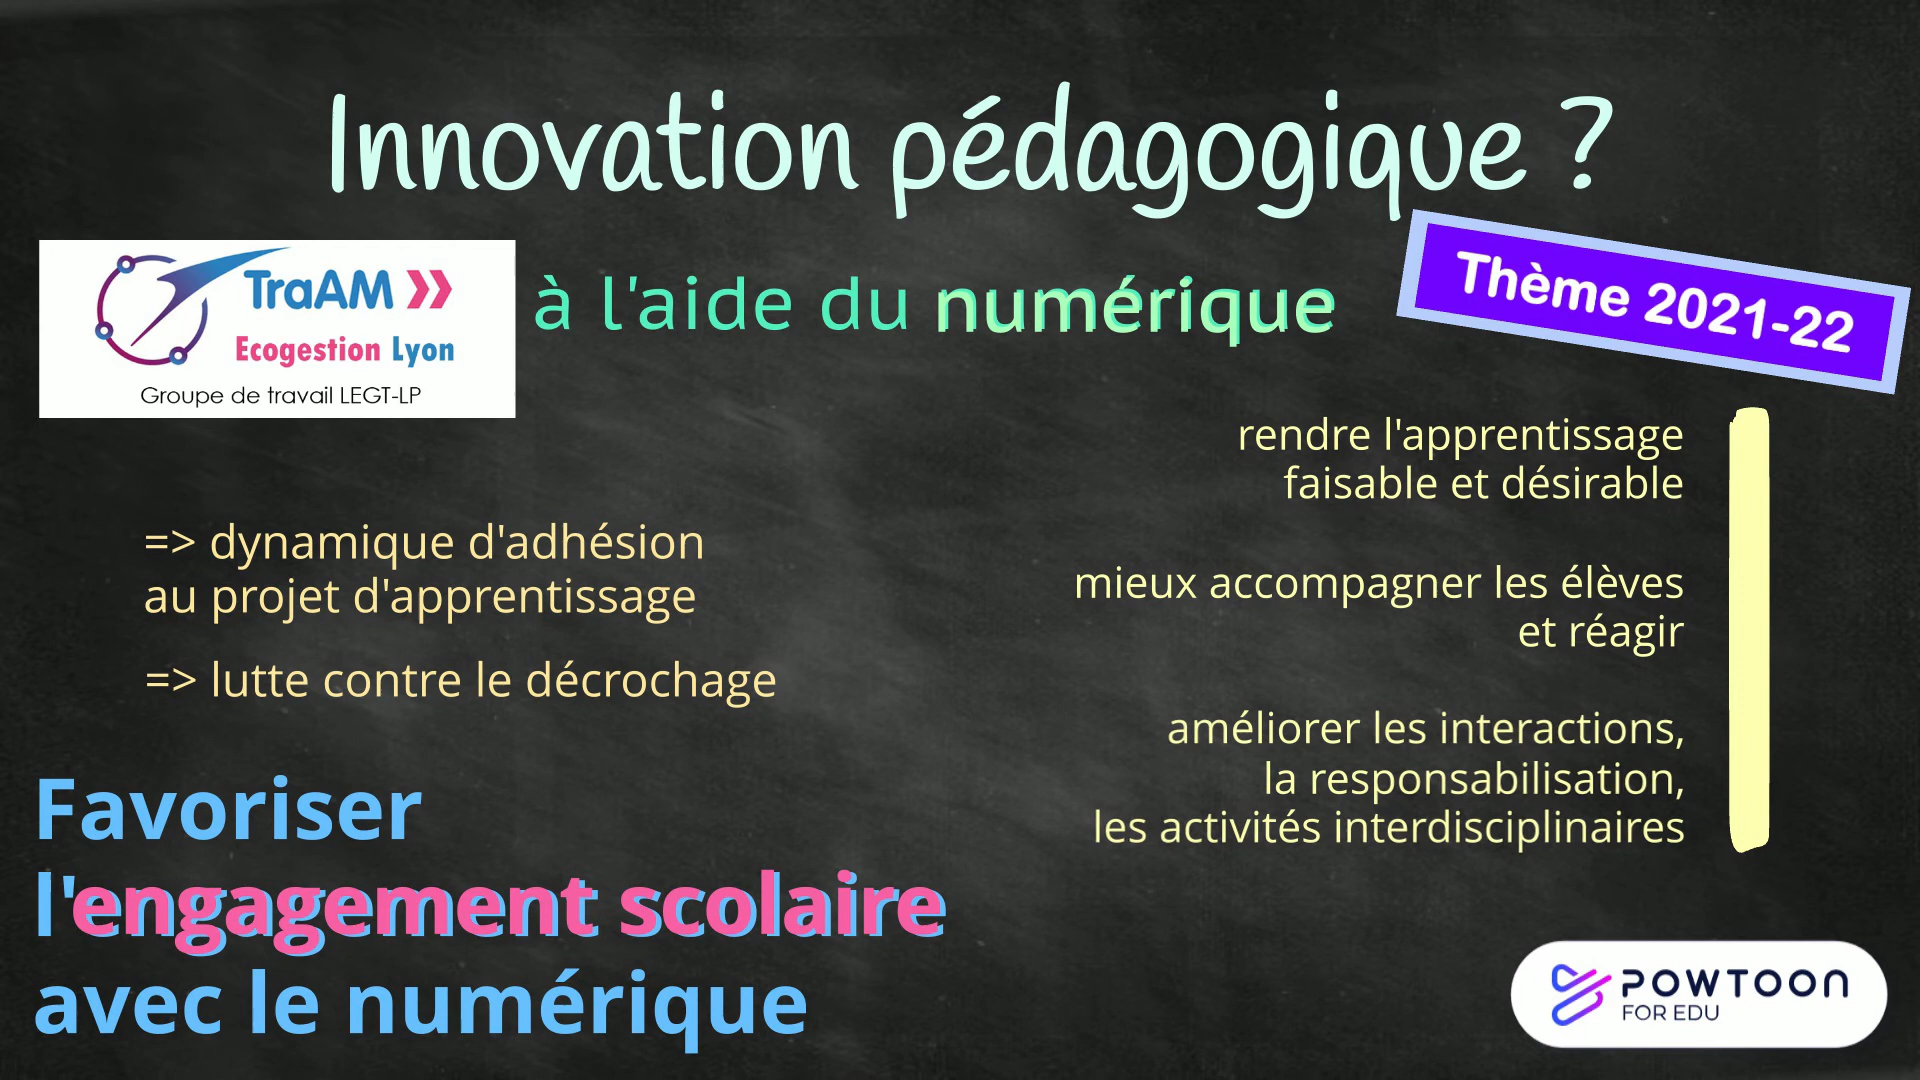 Innovation pédagogique ?
TraAM
Ecogestion Lyon
Groupe de travail LEGT-LP
à l'aide du numérique
Thème 2021-22
rendre l'apprentissage
faisable et désirable
mieux accompagner les élèves
et réagir
améliorer les interactions,
la responsabilisation,
les activités interdisciplinaires
=> dynamique d'adhésion
au projet d'apprentissage
=> lutte contre le décrochage
Favoriser
l'engagement scolaire
avec le numérique
POWTOON
FOR EDU